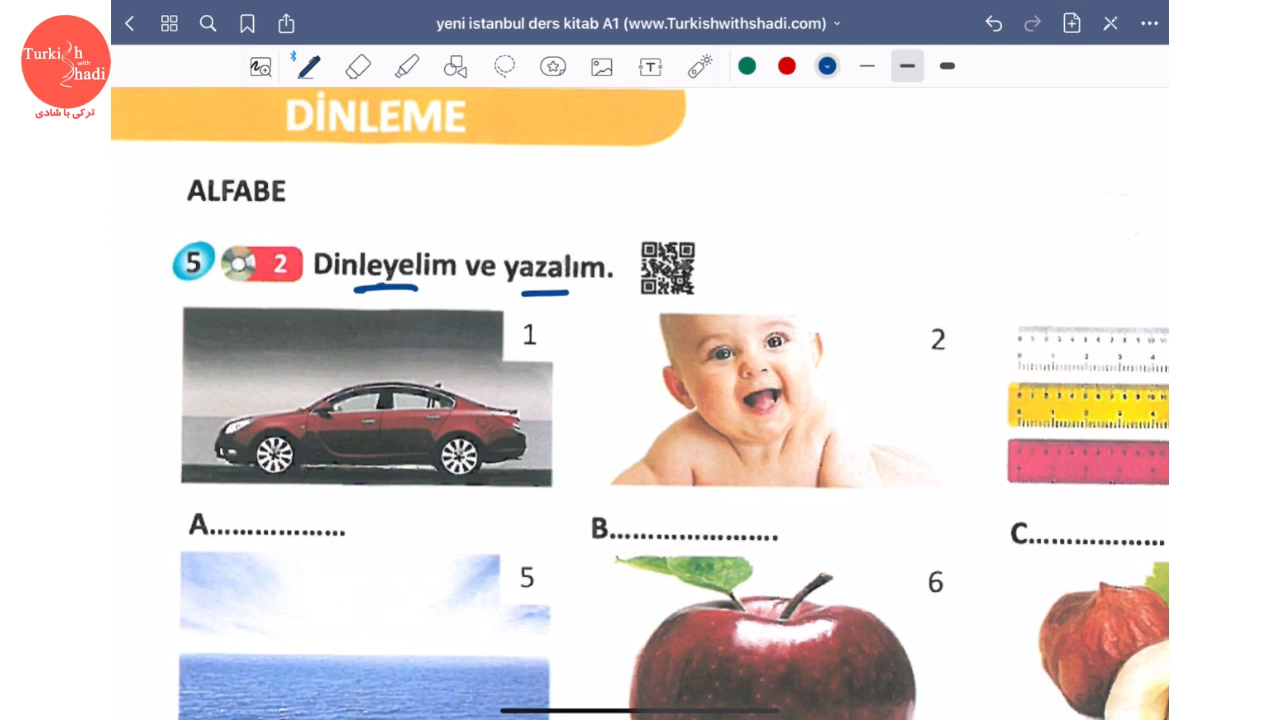 yeni istanbul ders kitab A1 (www.Turkishwithshadi.com)
Turkish
with
Shadi
ترکی با شادی
T
DİNLEME
ALFABE
5 2 Dinleyelim ve yazalım.
1
2
A..................
B......................
C....................
5
6